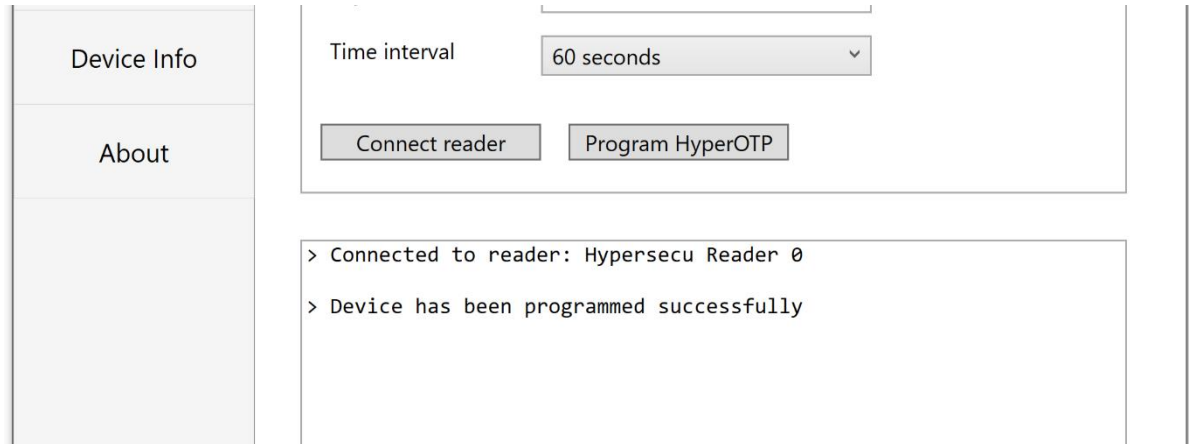 Device Info
About
Time interval
60 seconds
Connect reader
Program HyperOTP
> Connected to reader: Hypersecu Reader 0
> Device has been programmed successfully